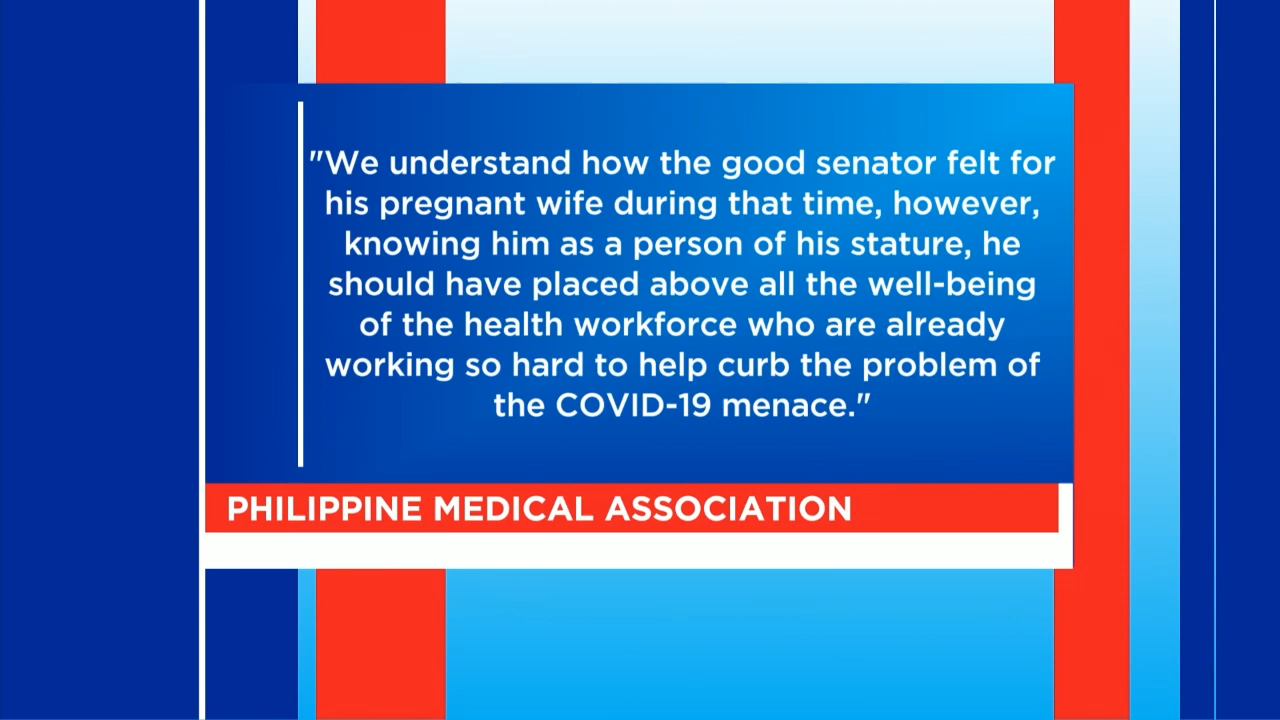 "We understand how the good senator felt for
his pregnant wife during that time, however,
knowing him as a person of his stature, he
should have placed above all the well-being
of the health workforce who are already
working so hard to help curb the problem of
the COVID-19 menace."
PHILIPPINE MEDICAL ASSOCIATION